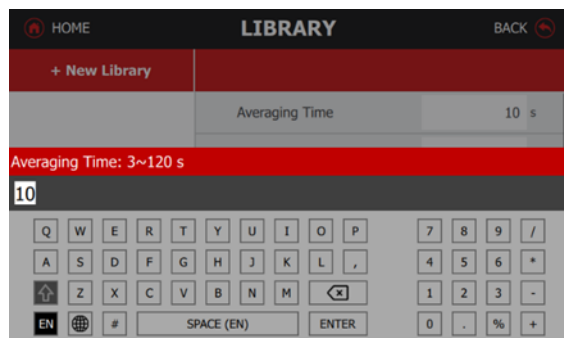 HOME LIBRARY BACK
+ New Library
Averaging Time 10 s
Averaging Time: 3~120 s
10
Q W E R T Y U I O P 7 8 9 /
A S D F G H J K L , 4 5 6 *
Z X C V B N M 1 2 3 -
EN # SPACE (EN) ENTER 0 . % +